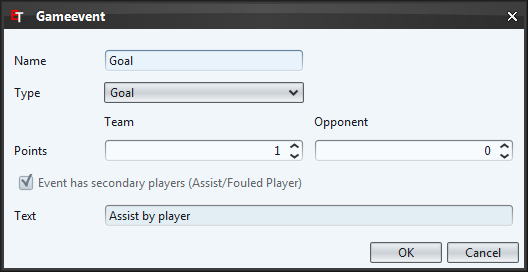 ET Gameevent
Name Goal
Type Goal
Team Opponent
Points 1 0
Event has secondary players (Assist/Fouled Player)
Text Assist by player
OK Cancel